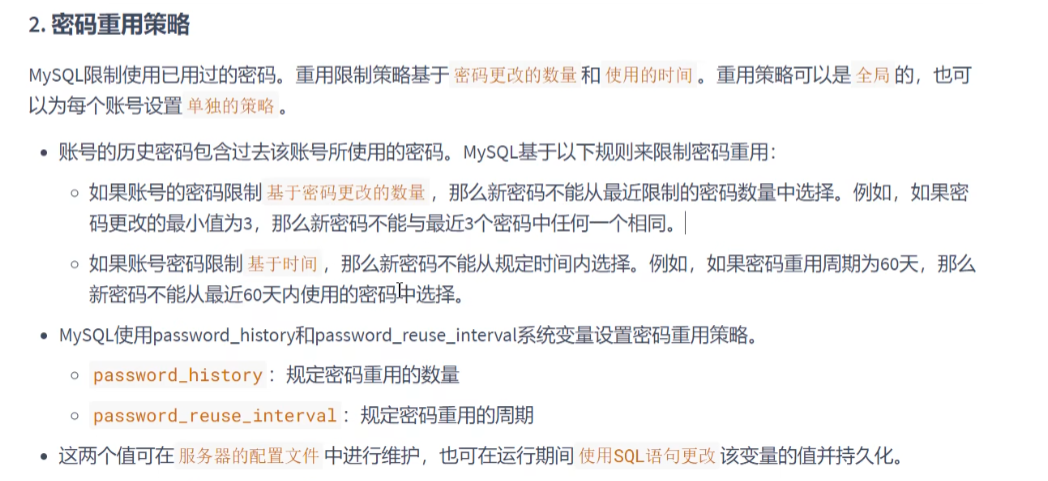 2. 密码重用策略
MySQL限制使用已用过的密码。重用限制策略基于 密码更改的数量 和 使用的时间 。重用策略可以是 全局 的，也可
以为每个账号设置 单独的策略 。
• 账号的历史密码包含过去该账号所使用的密码。MySQL基于以下规则来限制密码重用：
○ 如果账号的密码限制 基于密码更改的数量 ，那么新密码不能从最近限制的密码数量中选择。例如，如果密
码更改的最小值为3，那么新密码不能与最近3个密码中任何一个相同。
○ 如果账号密码限制 基于时间 ，那么新密码不能从规定时间内选择。例如，如果密码重用周期为60天，那么
新密码不能从最近60天内使用的密码中选择。
• MySQL使用password_history和password_reuse_interval系统变量设置密码重用策略。
○ password_history ：规定密码重用的数量
○ password_reuse_interval ：规定密码重用的周期
• 这两个值可在 服务器的配置文件 中进行维护，也可在运行期间 使用SQL语句更改 该变量的值并持久化。